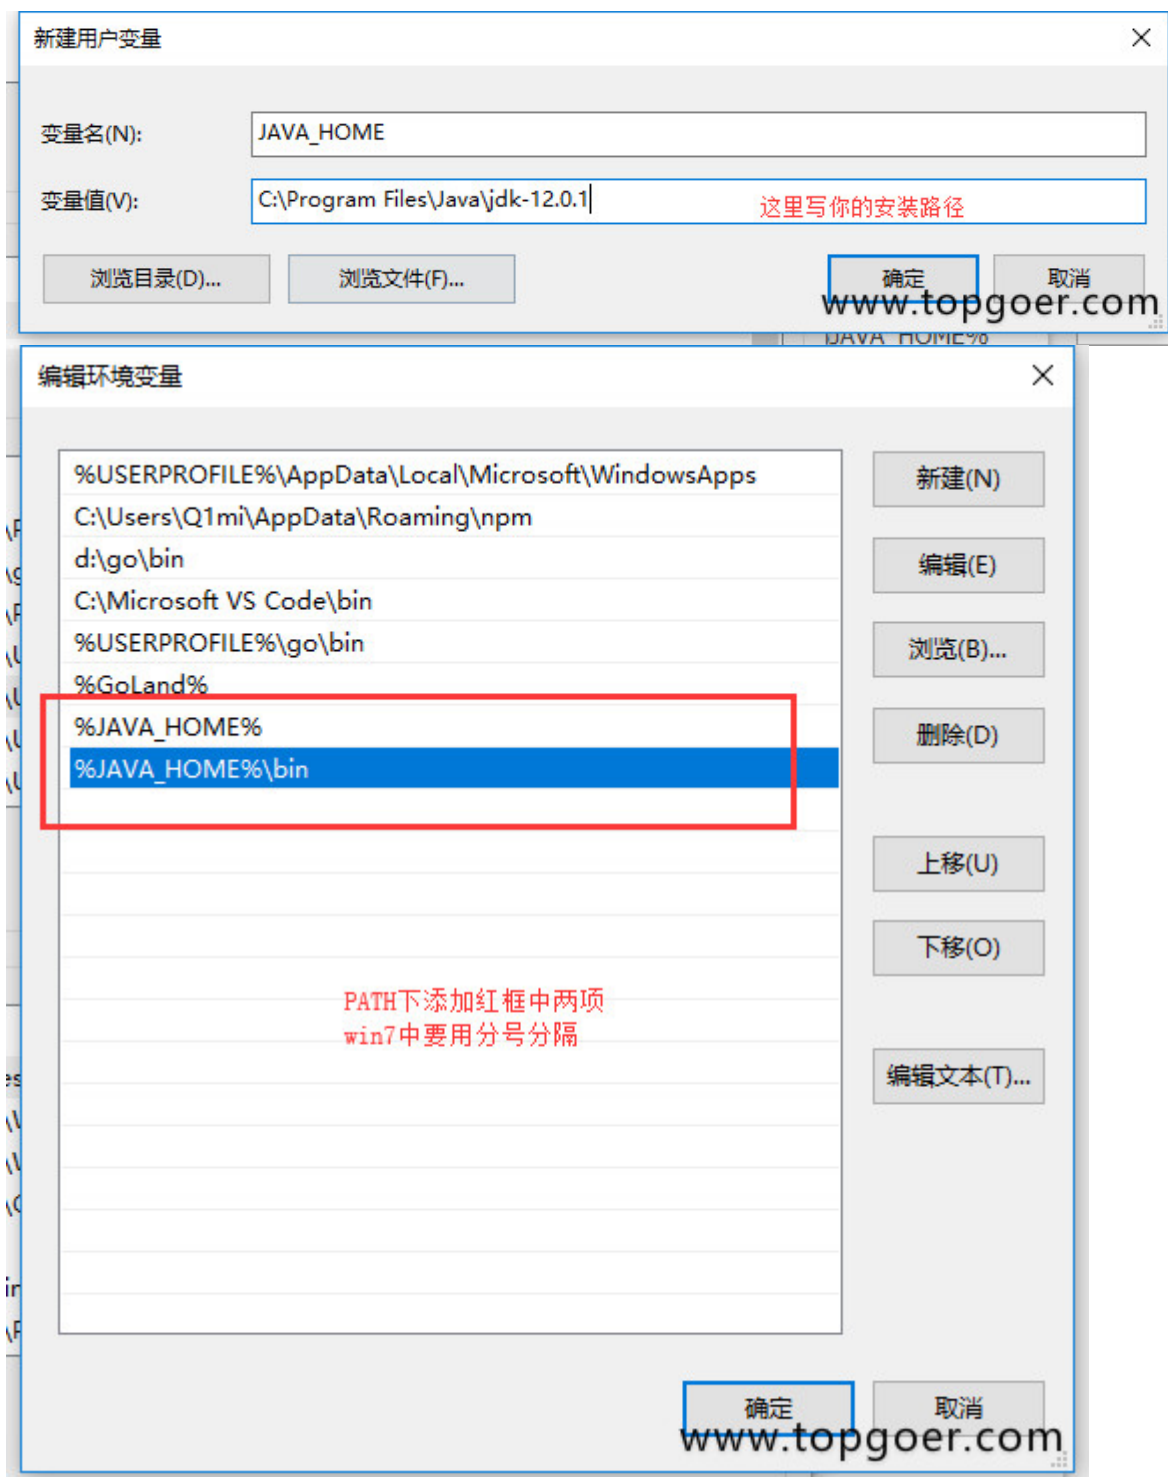 新建用户变量
变量名(N):
JAVA_HOME
变量值(V):
C:\Program Files\Java\jdk-12.0.1
这里写你的安装路径
浏览目录(D)...
浏览文件(F)...
确定
取消
www.topgoer.com
JAVA_HOME%
编辑环境变量
%USERPROFILE%\AppData\Local\Microsoft\WindowsApps
新建(N)
C:\Users\Q1mi\AppData\Roaming\npm
d:\go\bin
编辑(E)
C:\Microsoft VS Code\bin
%USERPROFILE%\go\bin
浏览(B)...
%GoLand%
%JAVA_HOME%
删除(D)
%JAVA_HOME%\bin
上移(U)
下移(O)
PATH下添加红框中两项
win7中要用分号分隔
编辑文本(T)...
确定
取消
www.topgoer.com